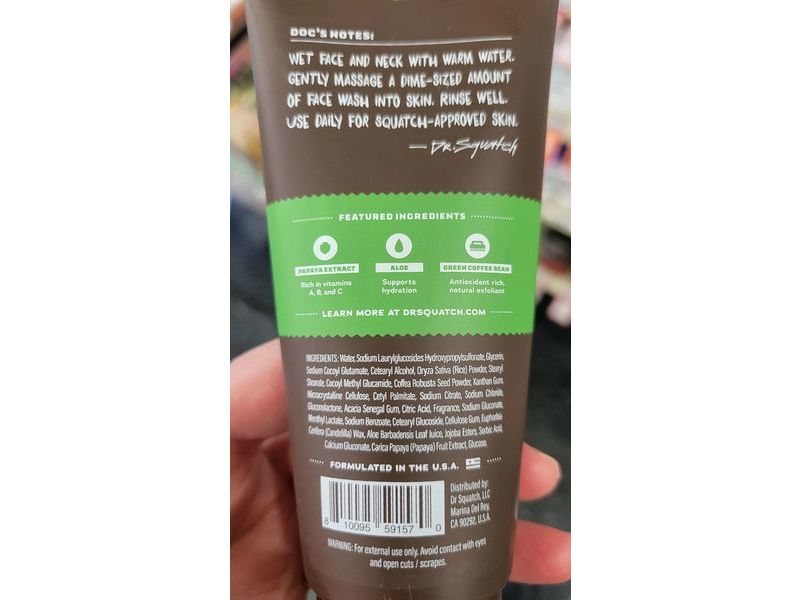 DOC'S NOTES:
WET FACE AND NECK WITH WARM WATER.
GENTLY MASSAGE A DIME-SIZED AMOUNT
OF FACE WASH INTO SKIN. RINSE WELL.
USE DAILY FOR SQUATCH-APPROVED SKIN.
— DR. Squatch
FEATURED INGREDIENTS
PAPAYA EXTRACT
Rich in vitamins
A, B, and C
ALOE
Supports
hydration
GREEN COFFEE BEAN
Antioxidant rich,
natural exfoliant
LEARN MORE AT DRSQUATCH.COM
INGREDIENTS: Water, Sodium Laurylglucosides Hydroxypropylsulfonate, Glycerin,
Sodium Cocoyl Glutamate, Cetearyl Alcohol, Oryza Sativa (Rice) Powder, Stearyl
Stearate, Cocoyl Methyl Glucamide, Coffea Robusta Seed Powder, Xanthan Gum,
Microcrystalline Cellulose, Cetyl Palmitate, Sodium Citrate, Sodium Chloride,
Gluconolactone, Acacia Senegal Gum, Citric Acid, Fragrance, Sodium Gluconate,
Menthyl Lactate, Sodium Benzoate, Cetearyl Glucoside, Cellulose Gum, Euphorbia
Cerifera (Candelilla) Wax, Aloe Barbadensis Leaf Juice, Jojoba Esters, Sorbic Acid,
Calcium Gluconate, Carica Papaya (Papaya) Fruit Extract, Glucose.
FORMULATED IN THE U.S.A.
8 10095 59157 0
Distributed by:
Dr Squatch, LLC
Marina Del Rey,
CA 90292, U.S.A.
WARNING: For external use only. Avoid contact with eyes
and open cuts / scrapes.